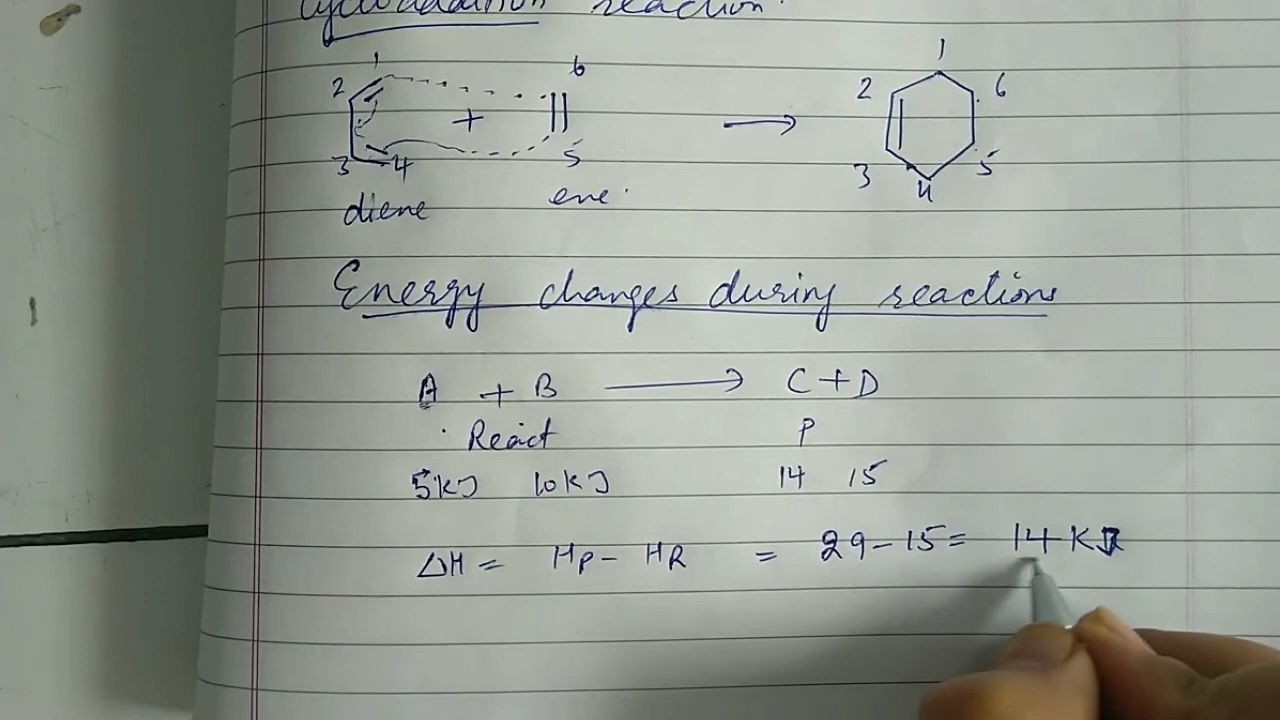 Cycloaddition reaction
1 6 1
2 2 6
+
3 4 5 3 5
4
diene ene
Energy changes during reactions
A + B → C + D
React P
5KJ 10KJ 14 15
ΔH = HP - HR = 29 - 15 = 14 KJ